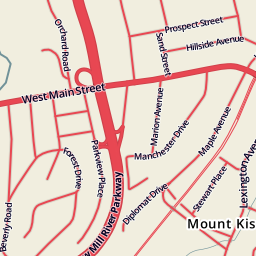 Prospect Street
Orchard Road
Sand Street
Hillside Avenue
West Main Street
Marion Avenue
Maple Avenue
Manchester Drive
Forest Drive
Parkview Place
Mill River Parkway
Diplomat Drive
Stewart Place
Lexington Ave
Beverly Road
Mount Kis